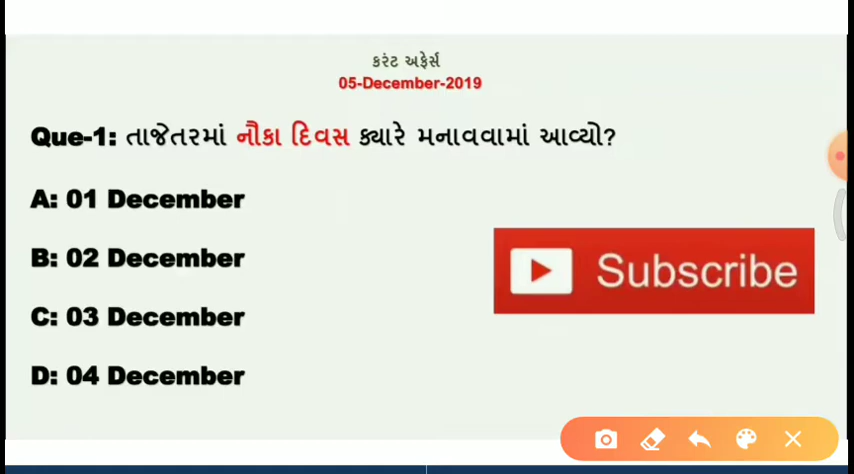 કરંટ અફેર્સ
05-December-2019
Que-1: તાજેતરમાં નૌકા દિવસ ક્યારે મનાવવામાં આવ્યો?
A: 01 December
B: 02 December
Subscribe
C: 03 December
D: 04 December